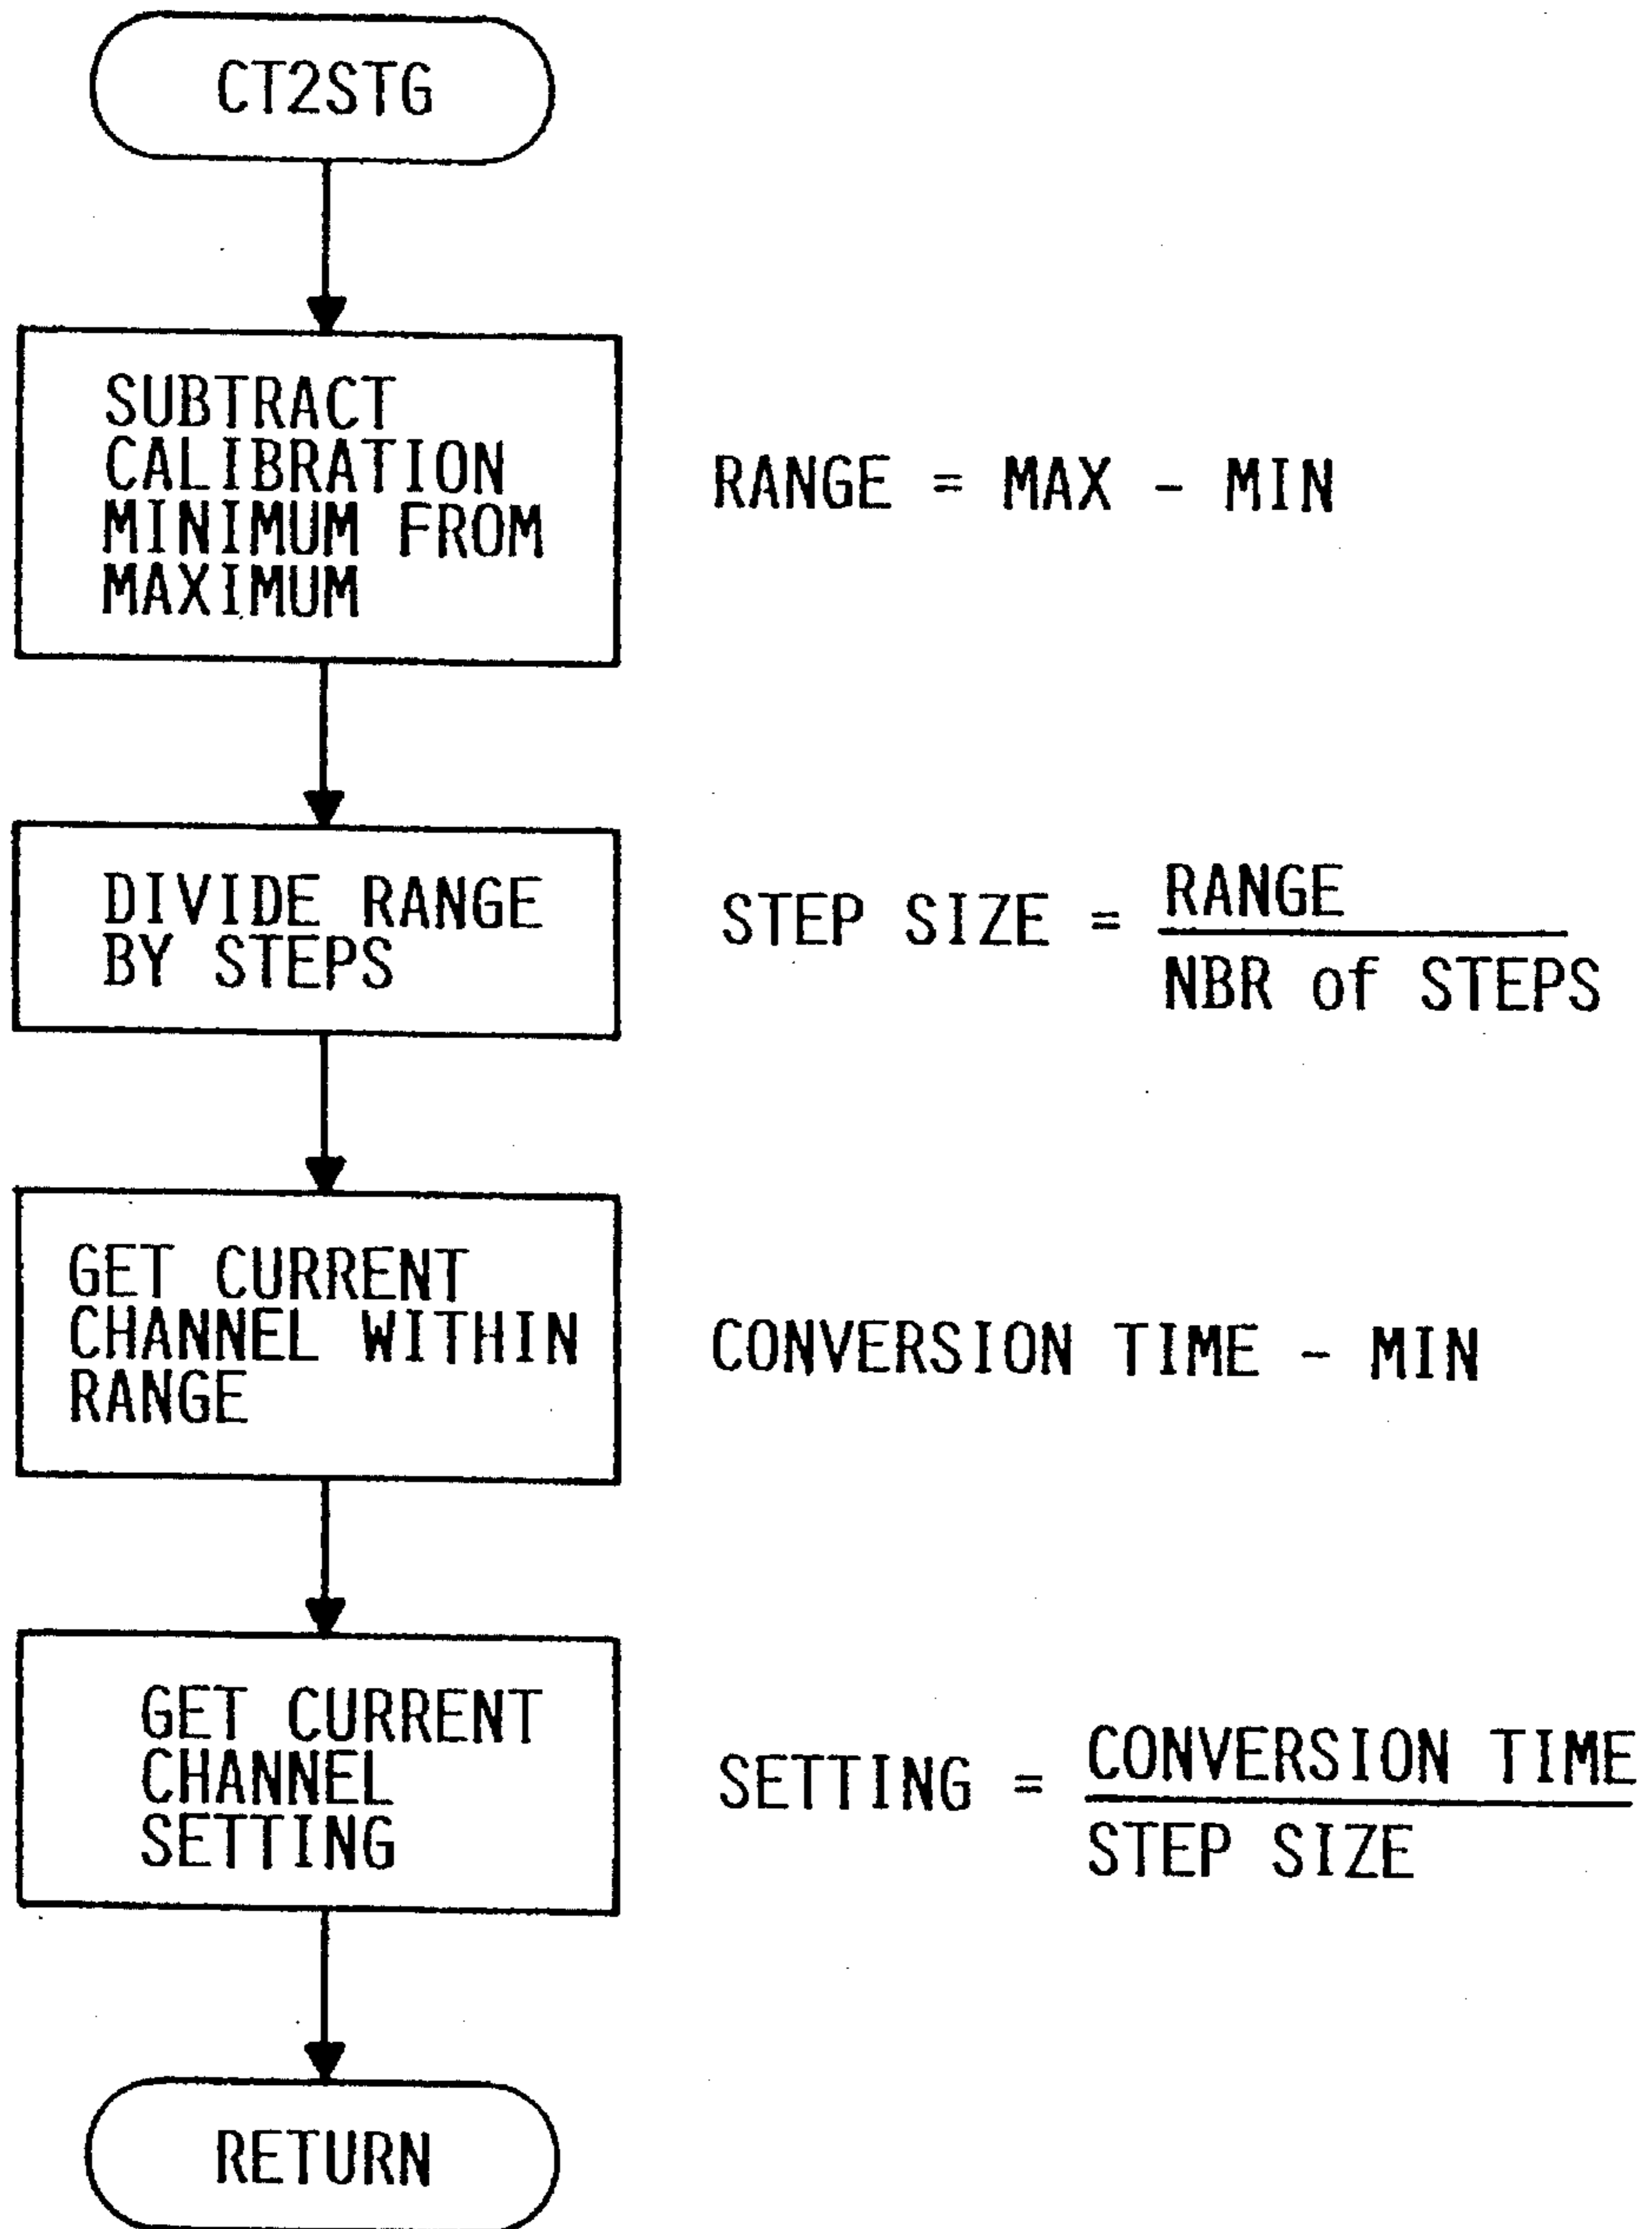 CT2STG
SUBTRACT
CALIBRATION
MINIMUM FROM
MAXIMUM
RANGE = MAX - MIN
DIVIDE RANGE
BY STEPS
STEP SIZE = RANGE
NBR of STEPS
GET CURRENT
CHANNEL WITHIN
RANGE
CONVERSION TIME - MIN
GET CURRENT
CHANNEL
SETTING
SETTING = CONVERSION TIME
STEP SIZE
RETURN